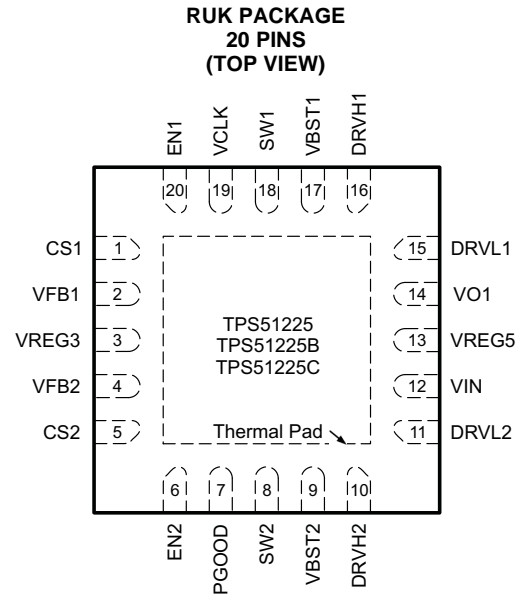 RUK PACKAGE
20 PINS
(TOP VIEW)
EN1
VCLK
SW1
VBST1
DRVH1
20
19
18
17
16
CS1 1
VFB1 2
VREG3 3
VFB2 4
CS2 5
TPS51225
TPS51225B
TPS51225C
Thermal Pad
15 DRVL1
14 VO1
13 VREG5
12 VIN
11 DRVL2
6
7
8
9
10
EN2
PGOOD
SW2
VBST2
DRVH2